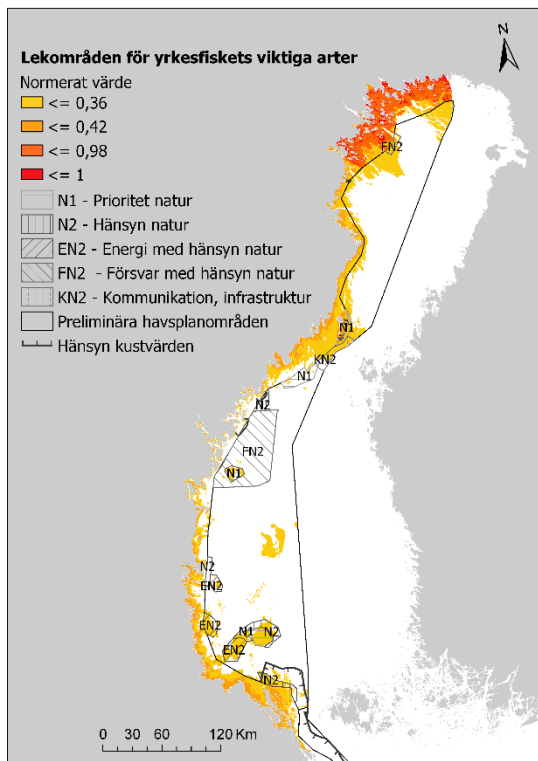 N
Lekområden för yrkesfiskets viktiga arter
Normerat värde
<= 0,36
<= 0,42
<= 0,98
<= 1
N1 - Prioritet natur
N2 - Hänsyn natur
EN2 - Energi med hänsyn natur
FN2 - Försvar med hänsyn natur
KN2 - Kommunikation, infrastruktur
Preliminära havsplanområden
Hänsyn kustvärden
FN2
N1
KN2
N1
N2
FN2
N1
N2
EN2
EN2
N1 N2
EN2
N2
0 30 60 120 Km